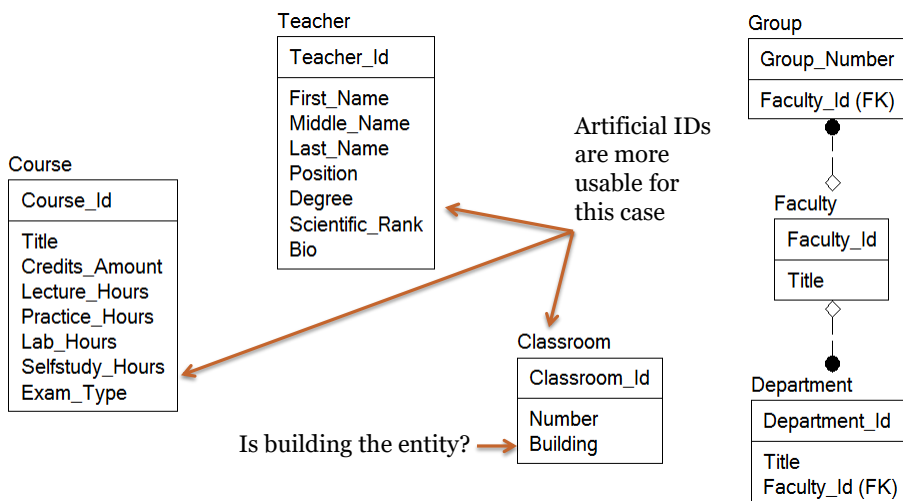 Teacher
Teacher_Id
First_Name
Middle_Name
Last_Name
Position
Degree
Scientific_Rank
Bio
Group
Group_Number
Faculty_Id (FK)
Artificial IDs
are more
usable for
this case
Course
Course_Id
Title
Credits_Amount
Lecture_Hours
Practice_Hours
Lab_Hours
Selfstudy_Hours
Exam_Type
Faculty
Faculty_Id
Title
Classroom
Classroom_Id
Number
Building
Is building the entity?
Department
Department_Id
Title
Faculty_Id (FK)